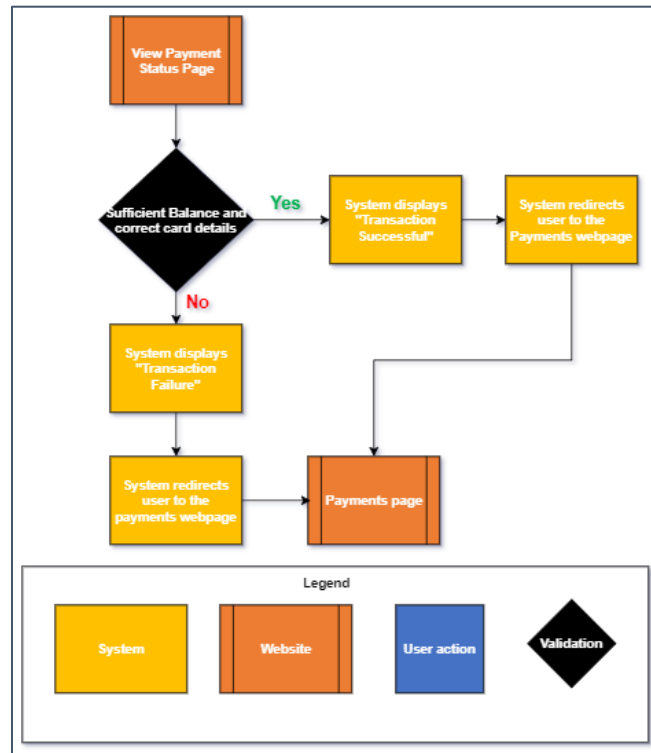 View Payment
Status Page
Sufficient Balance and
correct card details
Yes
System displays
"Transaction
Successful"
System redirects
user to the
Payments webpage
No
System displays
"Transaction
Failure"
System redirects
user to the
payments webpage
Payments page
Legend
System
Website
User action
Validation